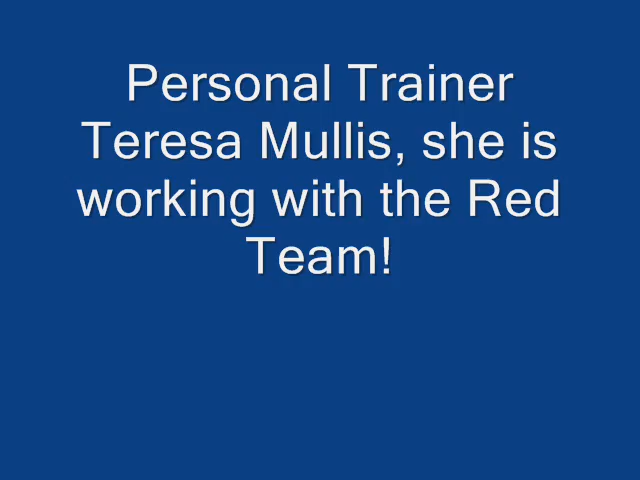 Personal Trainer
Teresa Mullis, she is
working with the Red
Team!